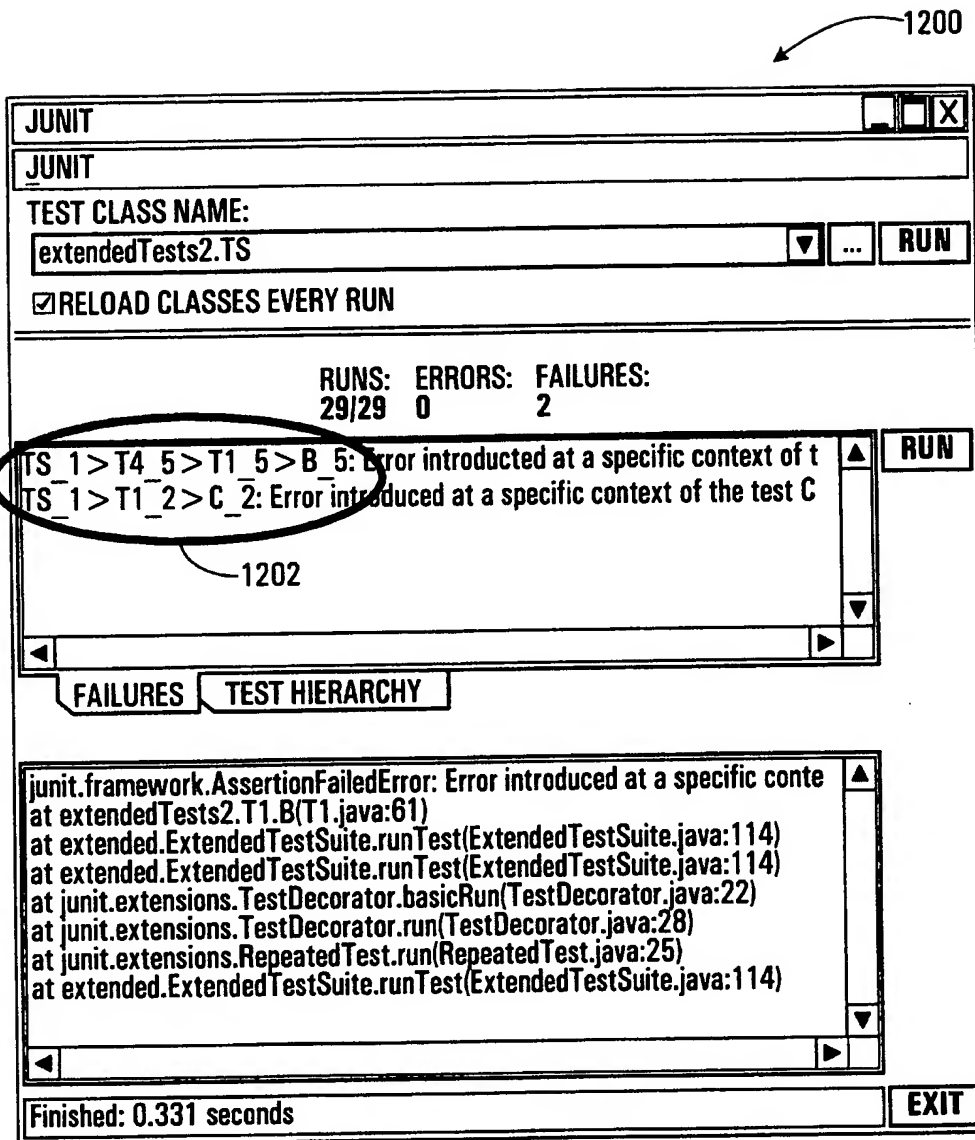 1200
JUNIT
JUNIT
TEST CLASS NAME:
extendedTests2.TS ... RUN
RELOAD CLASSES EVERY RUN
RUNS: ERRORS: FAILURES:
29/29 0 2
TS_1>T4_5>T1_5>B_5: Error introducted at a specific context of t RUN
TS_1>T1_2>C_2: Error introduced at a specific context of the test C
1202
FAILURES TEST HIERARCHY
junit.framework.AssertionFailedError: Error introduced at a specific conte
at extendedTests2.T1.B(T1.java:61)
at extended.ExtendedTestSuite.runTest(ExtendedTestSuite.java:114)
at extended.ExtendedTestSuite.runTest(ExtendedTestSuite.java:114)
at junit.extensions.TestDecorator.basicRun(TestDecorator.java:22)
at junit.extensions.TestDecorator.run(TestDecorator.java:28)
at junit.extensions.RepeatedTest.run(RepeatedTest.java:25)
at extended.ExtendedTestSuite.runTest(ExtendedTestSuite.java:114)
Finished: 0.331 seconds EXIT